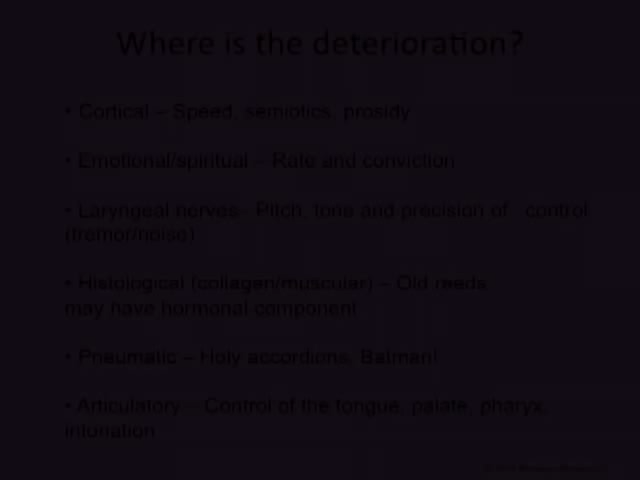 Where is the deterioration?
• Cortical – Speed, semiotics, prosidy
• Emotional/spiritual – Rate and conviction
• Laryngeal nerves- Pitch, tone and precision of control
(tremor/noise)
• Histological (collagen/muscular) – Old reeds
may have hormonal component
• Pneumatic – Holy accordions, Batman!
• Articulatory – Control of the tongue, palate, pharyx,
intonation